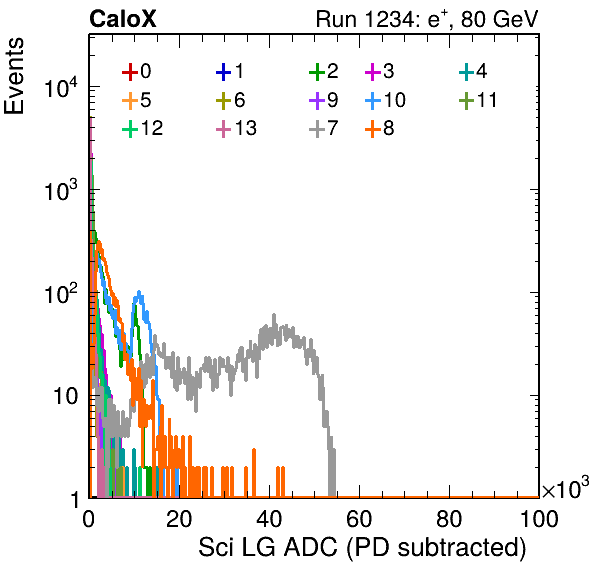 CaloX Run 1234: e⁺, 80 GeV
Events
0 1 2 3 4
5 6 9 10 11
12 13 7 8
10⁴
10³
10²
10
1
0 20 40 60 80 100
×10³
Sci LG ADC (PD subtracted)